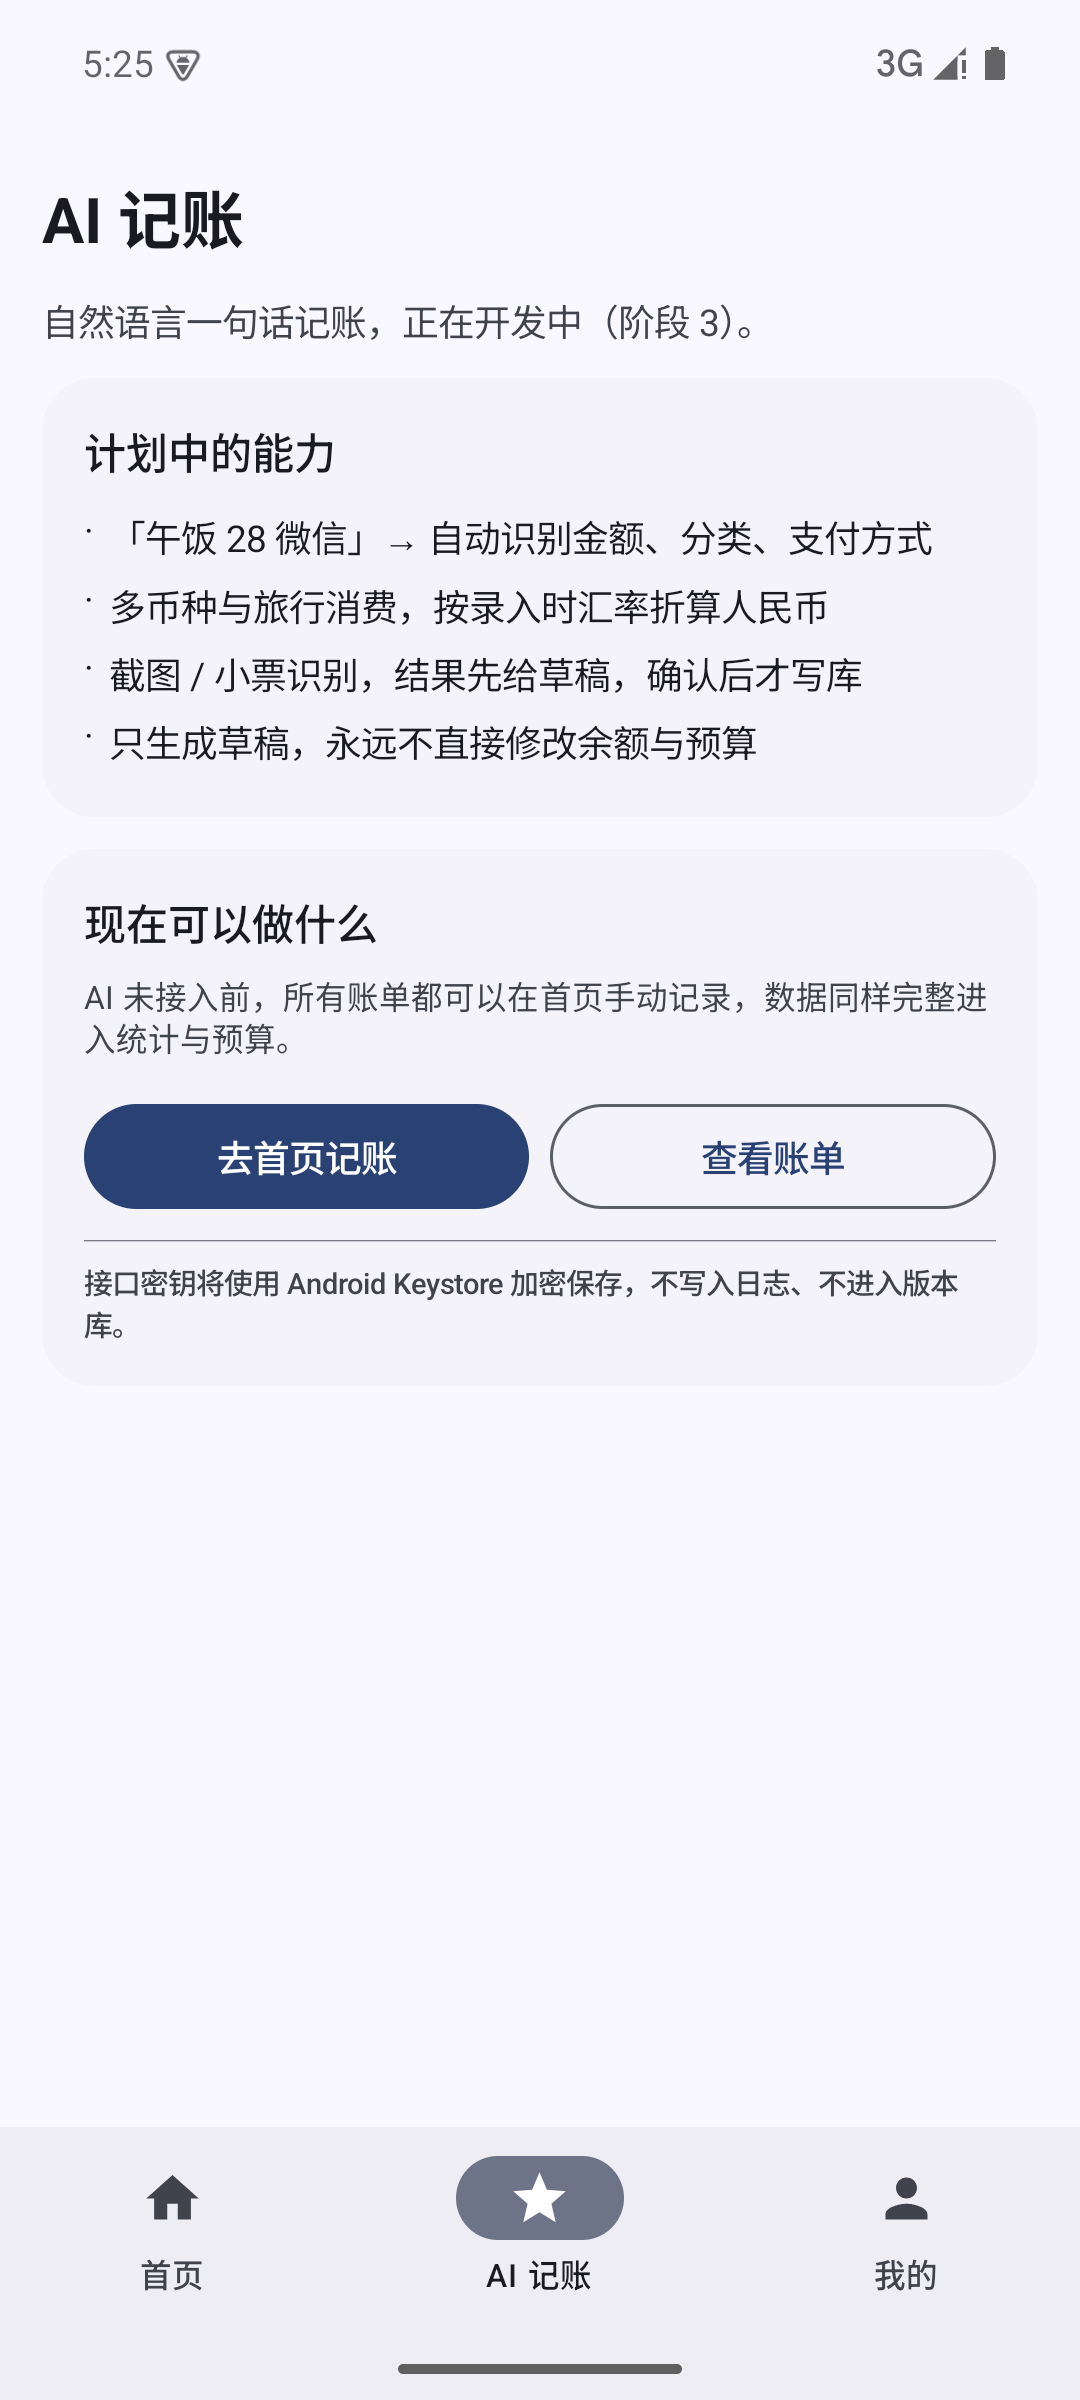 5:25
3G
AI 记账
自然语言一句话记账，正在开发中（阶段 3）。
计划中的能力
· 「午饭 28 微信」→ 自动识别金额、分类、支付方式
· 多币种与旅行消费，按录入时汇率折算人民币
· 截图 / 小票识别，结果先给草稿，确认后才写库
· 只生成草稿，永远不直接修改余额与预算
现在可以做什么
AI 未接入前，所有账单都可以在首页手动记录，数据同样完整进
入统计与预算。
去首页记账
查看账单
接口密钥将使用 Android Keystore 加密保存，不写入日志、不进入版本
库。
首页
AI 记账
我的